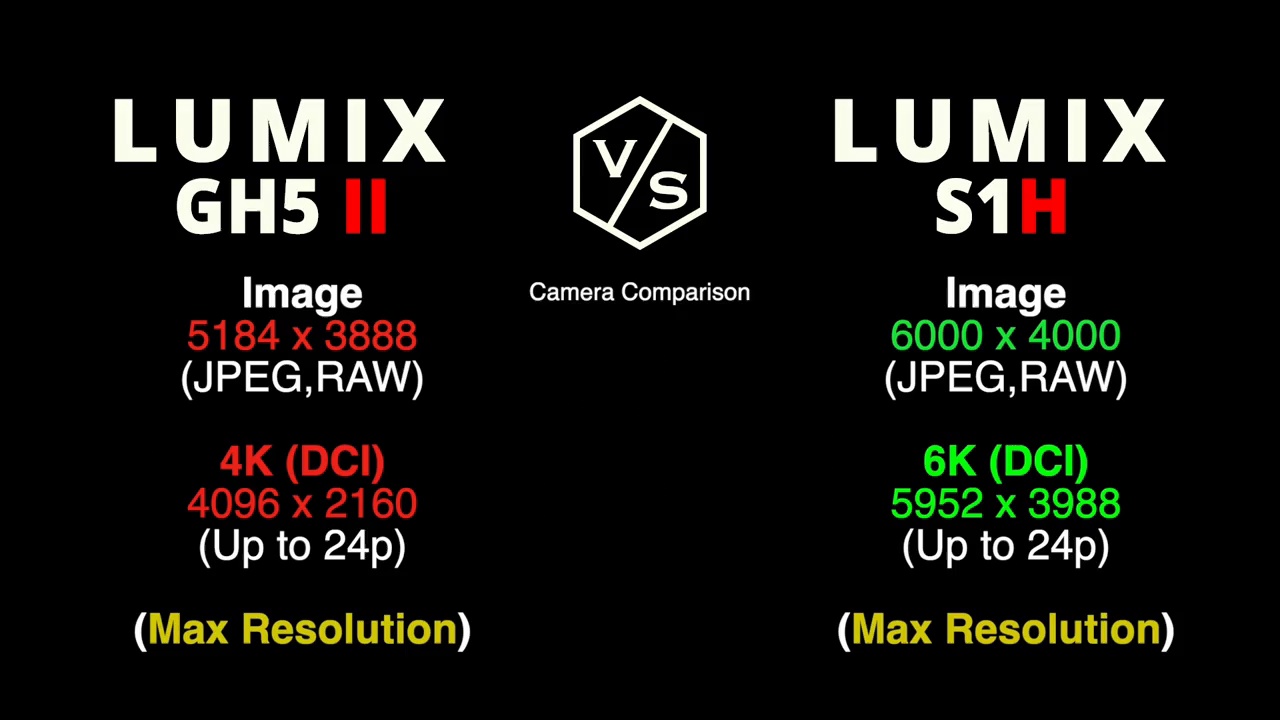 LUMIX
GH5 II
Image
5184 x 3888
(JPEG,RAW)
4K (DCI)
4096 x 2160
(Up to 24p)
(Max Resolution)
VS
Camera Comparison
LUMIX
S1H
Image
6000 x 4000
(JPEG,RAW)
6K (DCI)
5952 x 3988
(Up to 24p)
(Max Resolution)